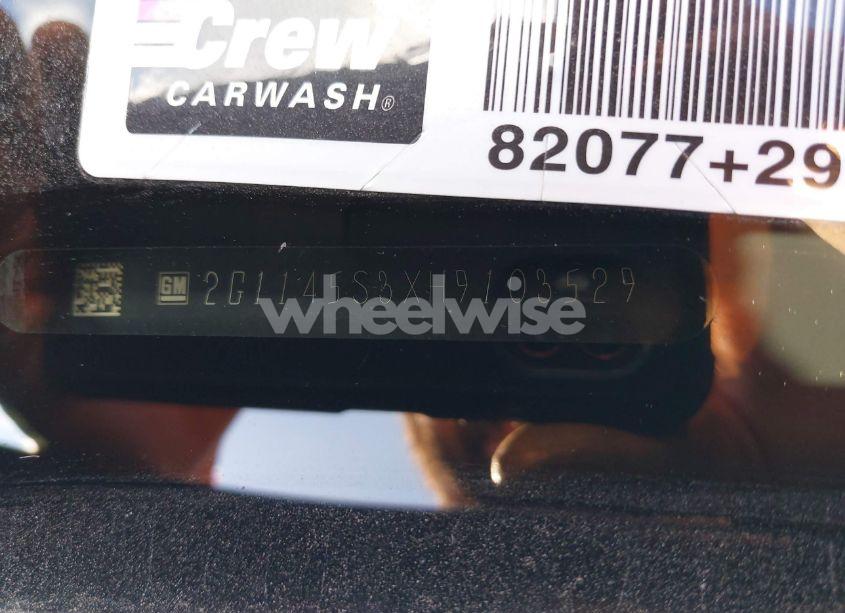 Crew
CARWASH®
82077+29
GM 2G1145S3XH9103529
wheelwise